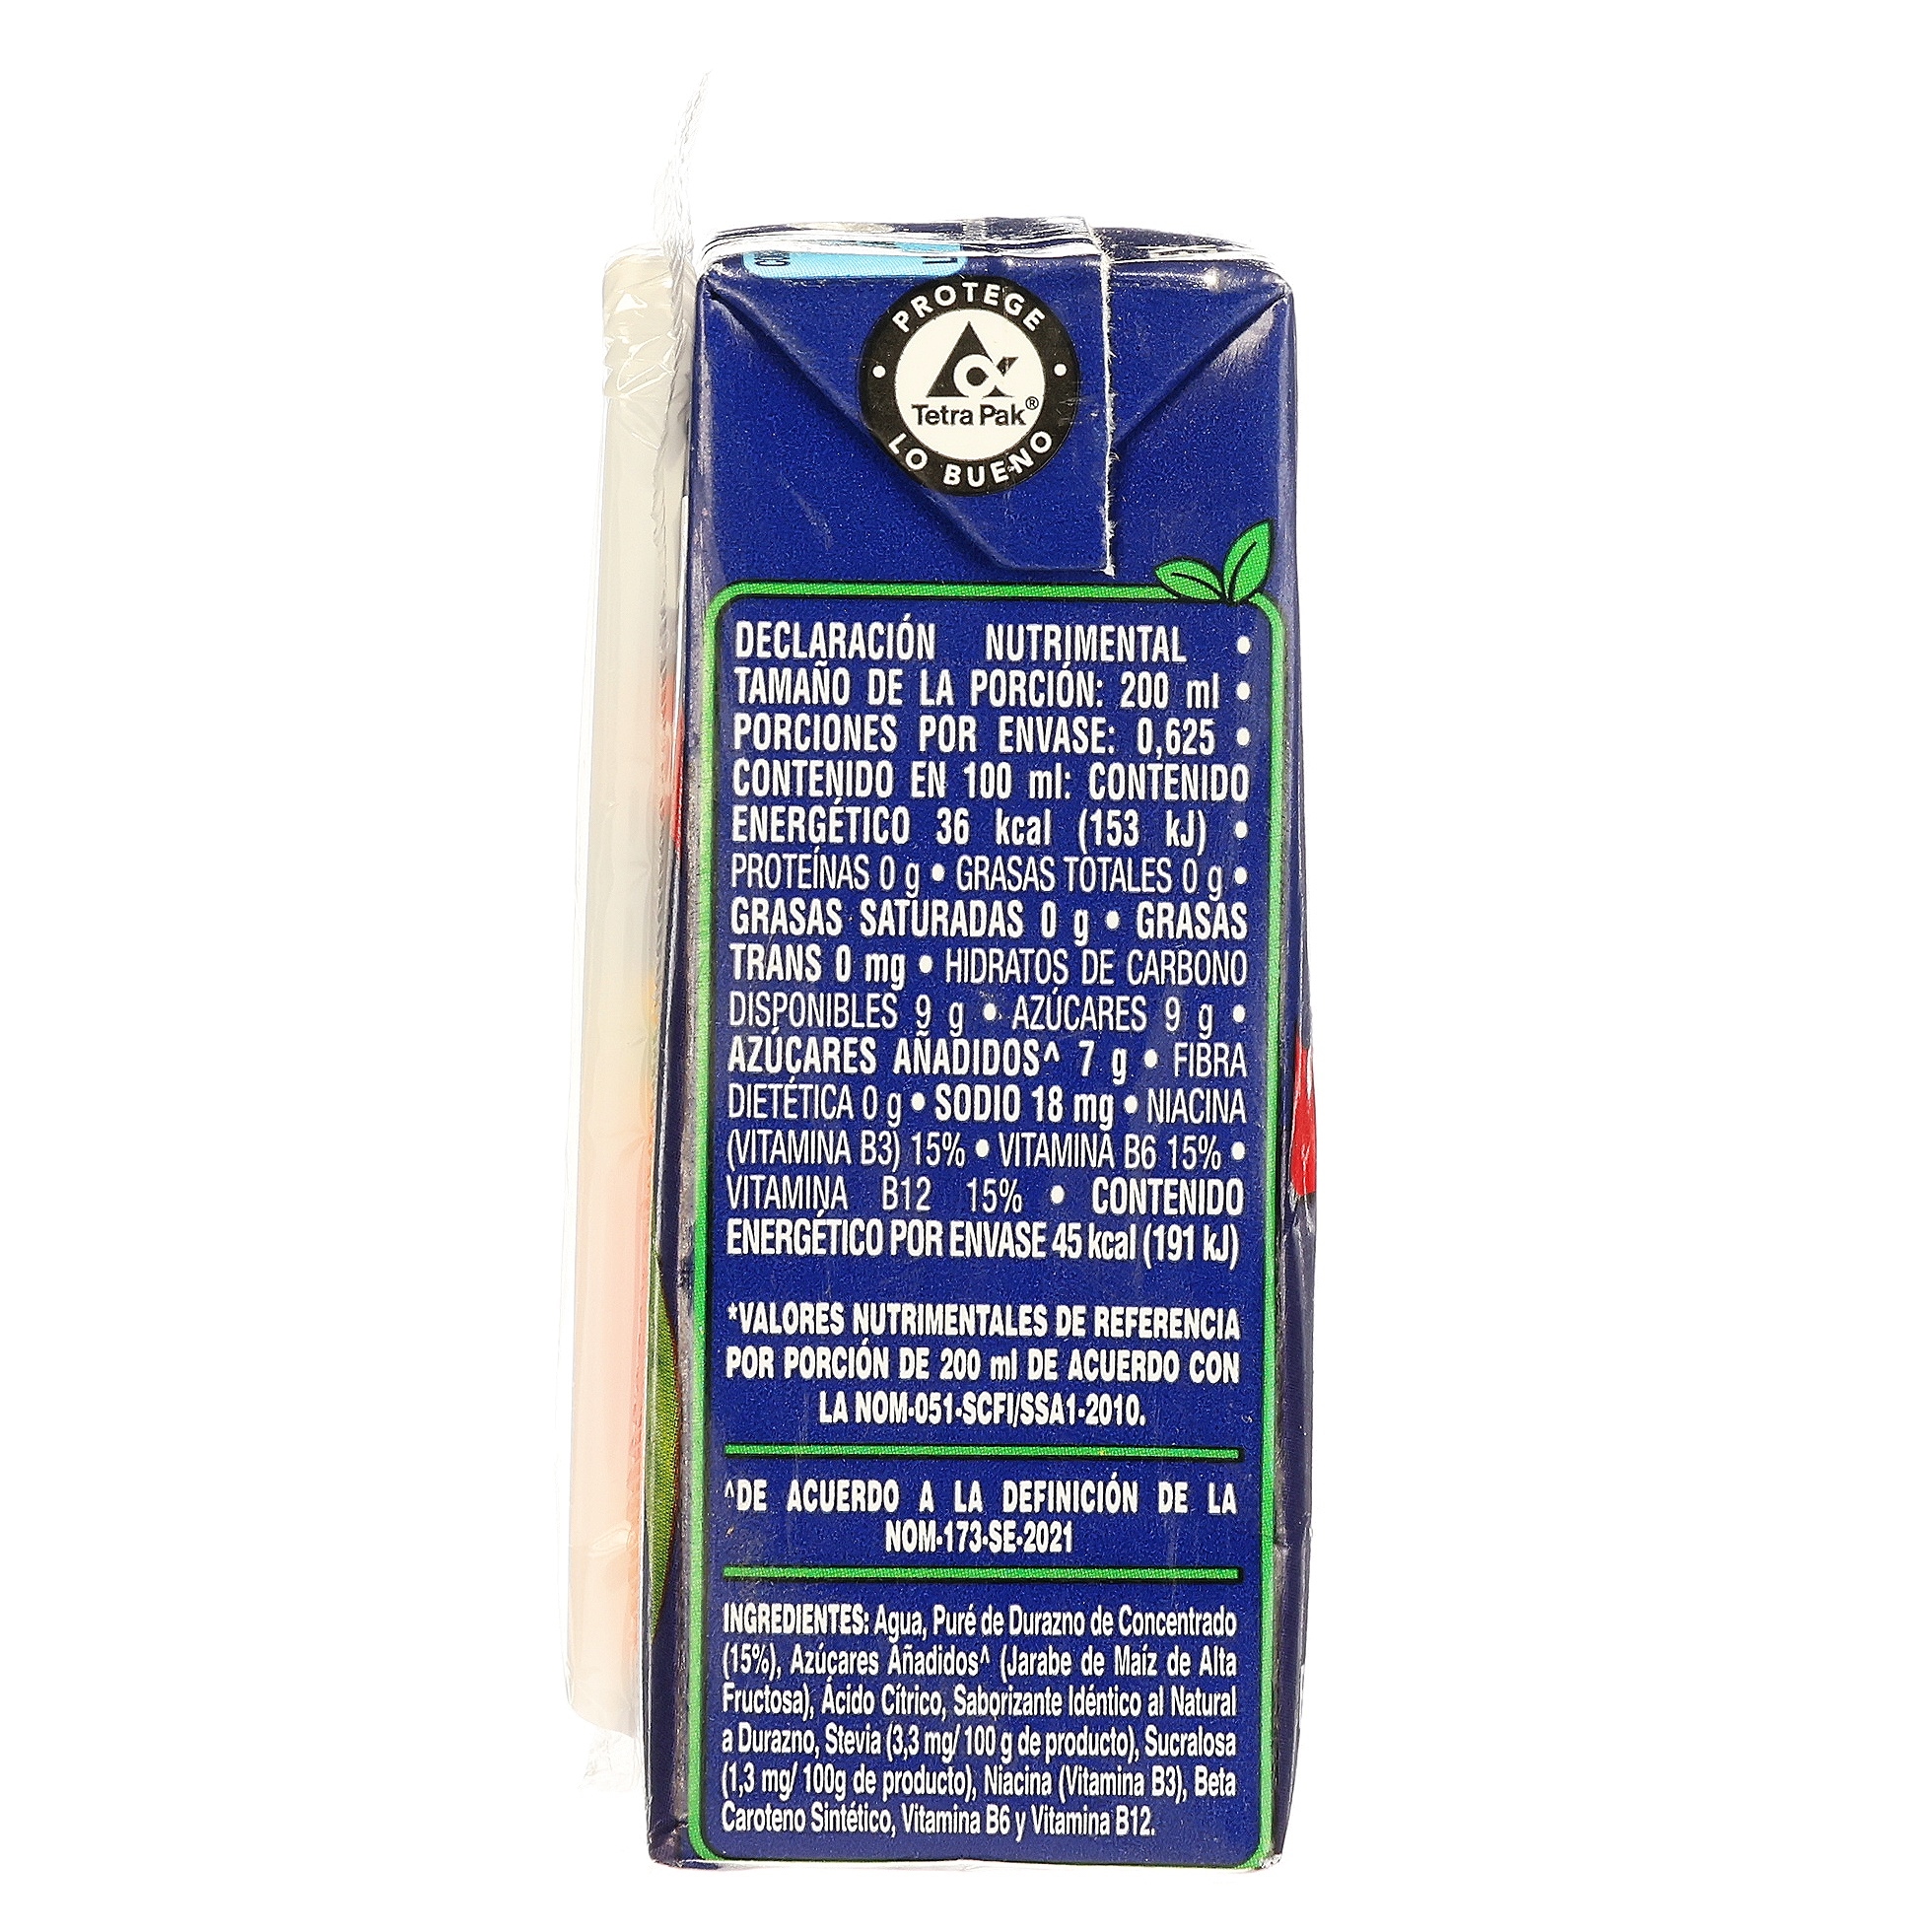 PROTEGE
Tetra Pak®
LO BUENO
DECLARACIÓN NUTRIMENTAL •
TAMAÑO DE LA PORCIÓN: 200 ml •
PORCIONES POR ENVASE: 0,625 •
CONTENIDO EN 100 ml: CONTENIDO
ENERGÉTICO 36 kcal (153 kJ) •
PROTEÍNAS 0 g • GRASAS TOTALES 0 g •
GRASAS SATURADAS 0 g • GRASAS
TRANS 0 mg • HIDRATOS DE CARBONO
DISPONIBLES 9 g • AZÚCARES 9 g •
AZÚCARES AÑADIDOS^ 7 g • FIBRA
DIETÉTICA 0 g • SODIO 18 mg • NIACINA
(VITAMINA B3) 15% • VITAMINA B6 15% •
VITAMINA B12 15% • CONTENIDO
ENERGÉTICO POR ENVASE 45 kcal (191 kJ)
*VALORES NUTRIMENTALES DE REFERENCIA
POR PORCIÓN DE 200 ml DE ACUERDO CON
LA NOM-051-SCFI/SSA1-2010.
^DE ACUERDO A LA DEFINICIÓN DE LA
NOM-173-SE-2021
INGREDIENTES: Agua, Puré de Durazno de Concentrado
(15%), Azúcares Añadidos^ (Jarabe de Maíz de Alta
Fructosa), Ácido Cítrico, Saborizante Idéntico al Natural
a Durazno, Stevia (3,3 mg/ 100 g de producto), Sucralosa
(1,3 mg/ 100g de producto), Niacina (Vitamina B3), Beta
Caroteno Sintético, Vitamina B6 y Vitamina B12.